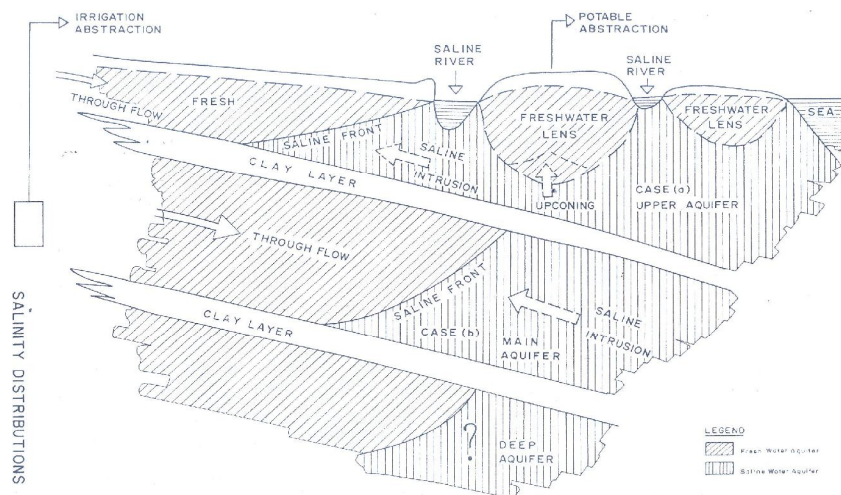 IRRIGATION
ABSTRACTION
POTABLE
ABSTRACTION
SALINE
RIVER
SALINE
RIVER
THROUGH FLOW
FRESH
FRESHWATER
LENS
FRESHWATER
LENS
SEA
SALINE FRONT
SALINE
INTRUSION
CLAY LAYER
UPCONING
CASE (a)
UPPER AQUIFER
THROUGH FLOW
SALINE FRONT
CLAY LAYER
CASE (b)
MAIN
AQUIFER
SALINE
INTRUSION
?
DEEP
AQUIFER
LEGEND
Fresh Water Aquifer
Saline Water Aquifer
SALINITY DISTRIBUTIONS